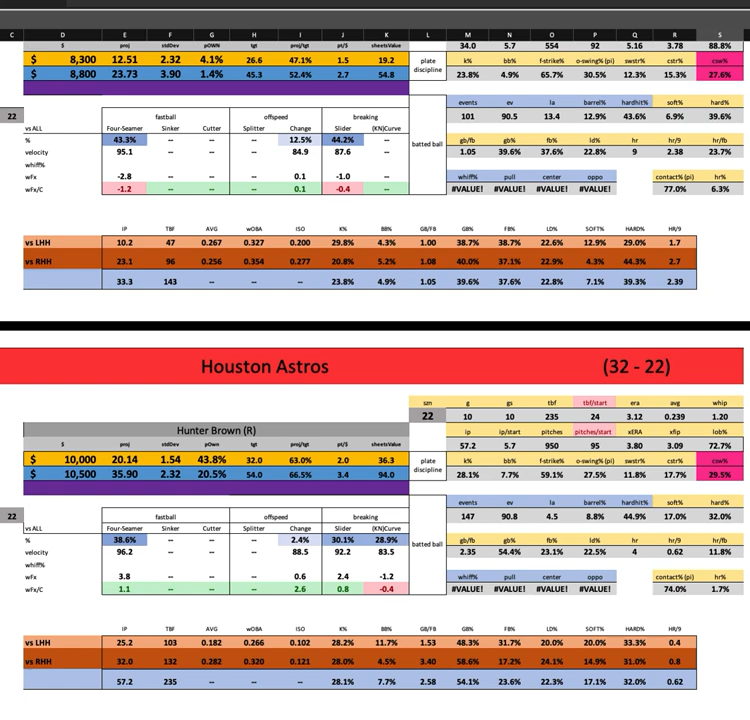 C D E F G H I J K L M N O P Q R S
$ proj stdDev pOWN tgt proj/tgt pt/$ sheetsValue 34.0 5.7 554 92 5.16 3.78 88.8%
$ 8,300 12.51 2.32 4.1% 26.6 47.1% 1.5 19.2 plate discipline k% bb% f-strike% o-swing% (pi) swstr% cstr% csw%
$ 8,800 23.73 3.90 1.4% 45.3 52.4% 2.7 54.8 23.8% 4.9% 65.7% 30.5% 12.3% 15.3% 27.6%
events ev la barrel% hardhit% soft% hard%
22 fastball offspeed breaking 101 90.5 13.4 12.9% 43.6% 6.9% 39.6%
vs ALL Four-Seamer Sinker Cutter Splitter Change Slider (KN)Curve
% 43.3% -- -- -- 12.5% 44.2% -- batted ball gb/fb gb% fb% ld% hr hr/9 hr/fb
velocity 95.1 -- -- -- 84.9 87.6 -- 1.05 39.6% 37.6% 22.8% 9 2.38 23.7%
whiff%
wFx -2.8 -- -- -- 0.1 -1.0 -- whiff% pull center oppo contact% (pi) hr%
wFx/C -1.2 -- -- -- 0.1 -0.4 -- #VALUE! #VALUE! #VALUE! #VALUE! 77.0% 6.3%
IP TBF AVG wOBA ISO K% BB% GB/FB GB% FB% LD% SOFT% HARD% HR/9
vs LHH 10.2 47 0.267 0.327 0.200 29.8% 4.3% 1.00 38.7% 38.7% 22.6% 12.9% 29.0% 1.7
vs RHH 23.1 96 0.256 0.354 0.277 20.8% 5.2% 1.08 40.0% 37.1% 22.9% 4.3% 44.3% 2.7
33.3 143 -- -- -- 23.8% 4.9% 1.05 39.6% 37.6% 22.8% 7.1% 39.3% 2.39
Houston Astros (32 - 22)
szn g gs tbf tbf/start era avg whip
22 10 10 235 24 3.12 0.239 1.20
Hunter Brown (R) ip ip/start pitches pitches/start xERA xfip lob%
$ proj stdDev pOwn tgt proj/tgt pt/$ sheetsValue 57.2 5.7 950 95 3.80 3.09 72.7%
$ 10,000 20.14 1.54 43.8% 32.0 63.0% 2.0 36.3 plate discipline k% bb% f-strike% o-swing% (pi) swstr% cstr% csw%
$ 10,500 35.90 2.32 20.5% 54.0 66.5% 3.4 94.0 28.1% 7.7% 59.1% 27.5% 11.8% 17.7% 29.5%
events ev la barrel% hardhit% soft% hard%
22 fastball offspeed breaking 147 90.8 4.5 8.8% 44.9% 17.0% 32.0%
vs ALL Four-Seamer Sinker Cutter Splitter Change Slider (KN)Curve
% 38.6% -- -- -- 2.4% 30.1% 28.9% batted ball gb/fb gb% fb% ld% hr hr/9 hr/fb
velocity 96.2 -- -- -- 88.5 92.2 83.5 2.35 54.4% 23.1% 22.5% 4 0.62 11.8%
whiff%
wFx 3.8 -- -- -- 0.6 2.4 -1.2 whiff% pull center oppo contact% (pi) hr%
wFx/C 1.1 -- -- -- 2.6 0.8 -0.4 #VALUE! #VALUE! #VALUE! #VALUE! 74.0% 1.7%
IP TBF AVG wOBA ISO K% BB% GB/FB GB% FB% LD% SOFT% HARD% HR/9
vs LHH 25.2 103 0.182 0.266 0.102 28.2% 11.7% 1.53 48.3% 31.7% 20.0% 20.0% 33.3% 0.4
vs RHH 32.0 132 0.282 0.320 0.121 28.0% 4.5% 3.40 58.6% 17.2% 24.1% 14.9% 31.0% 0.8
57.2 235 -- -- -- 28.1% 7.7% 2.58 54.1% 23.6% 22.3% 17.1% 32.0% 0.62